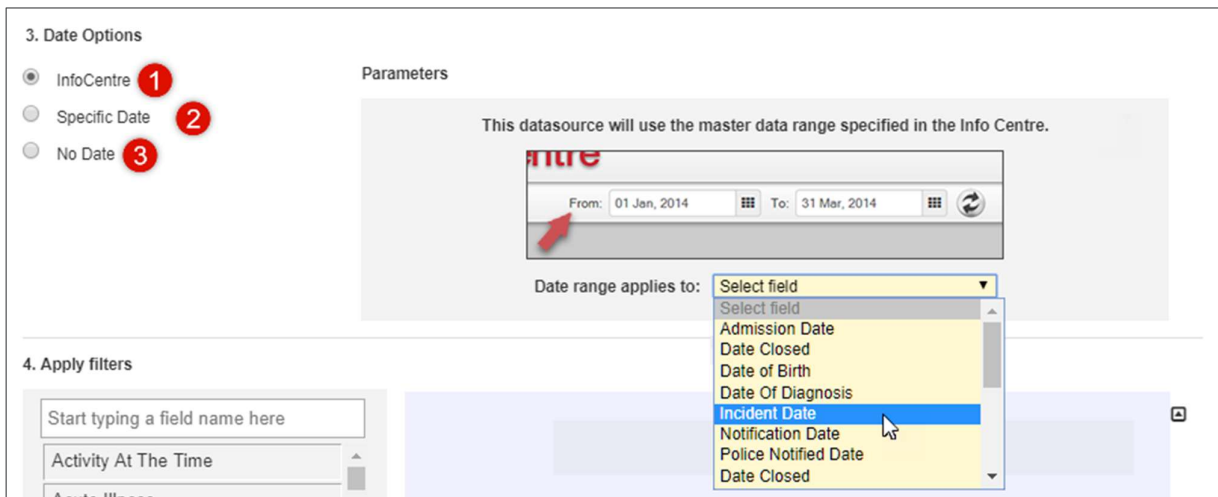 3. Date Options
InfoCentre 1
Specific Date 2
No Date 3
Parameters
This datasource will use the master data range specified in the Info Centre.
entre
From: 01 Jan, 2014 To: 31 Mar, 2014
Date range applies to: Select field
Select field
Admission Date
Date Closed
Date of Birth
Date Of Diagnosis
Incident Date
Notification Date
Police Notified Date
Date Closed
4. Apply filters
Start typing a field name here
Activity At The Time
Acute Illness